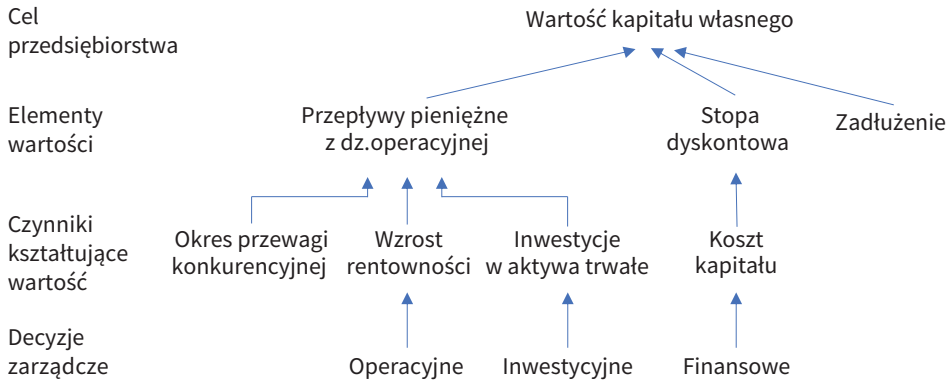 Cel
przedsiębiorstwa
Wartość kapitału własnego
Elementy
wartości
Przepływy pieniężne
z dz.operacyjnej
Stopa
dyskontowa
Zadłużenie
Czynniki
kształtujące
wartość
Okres przewagi
konkurencyjnej
Wzrost
rentowności
Inwestycje
w aktywa trwałe
Koszt
kapitału
Decyzje
zarządcze
Operacyjne
Inwestycyjne
Finansowe